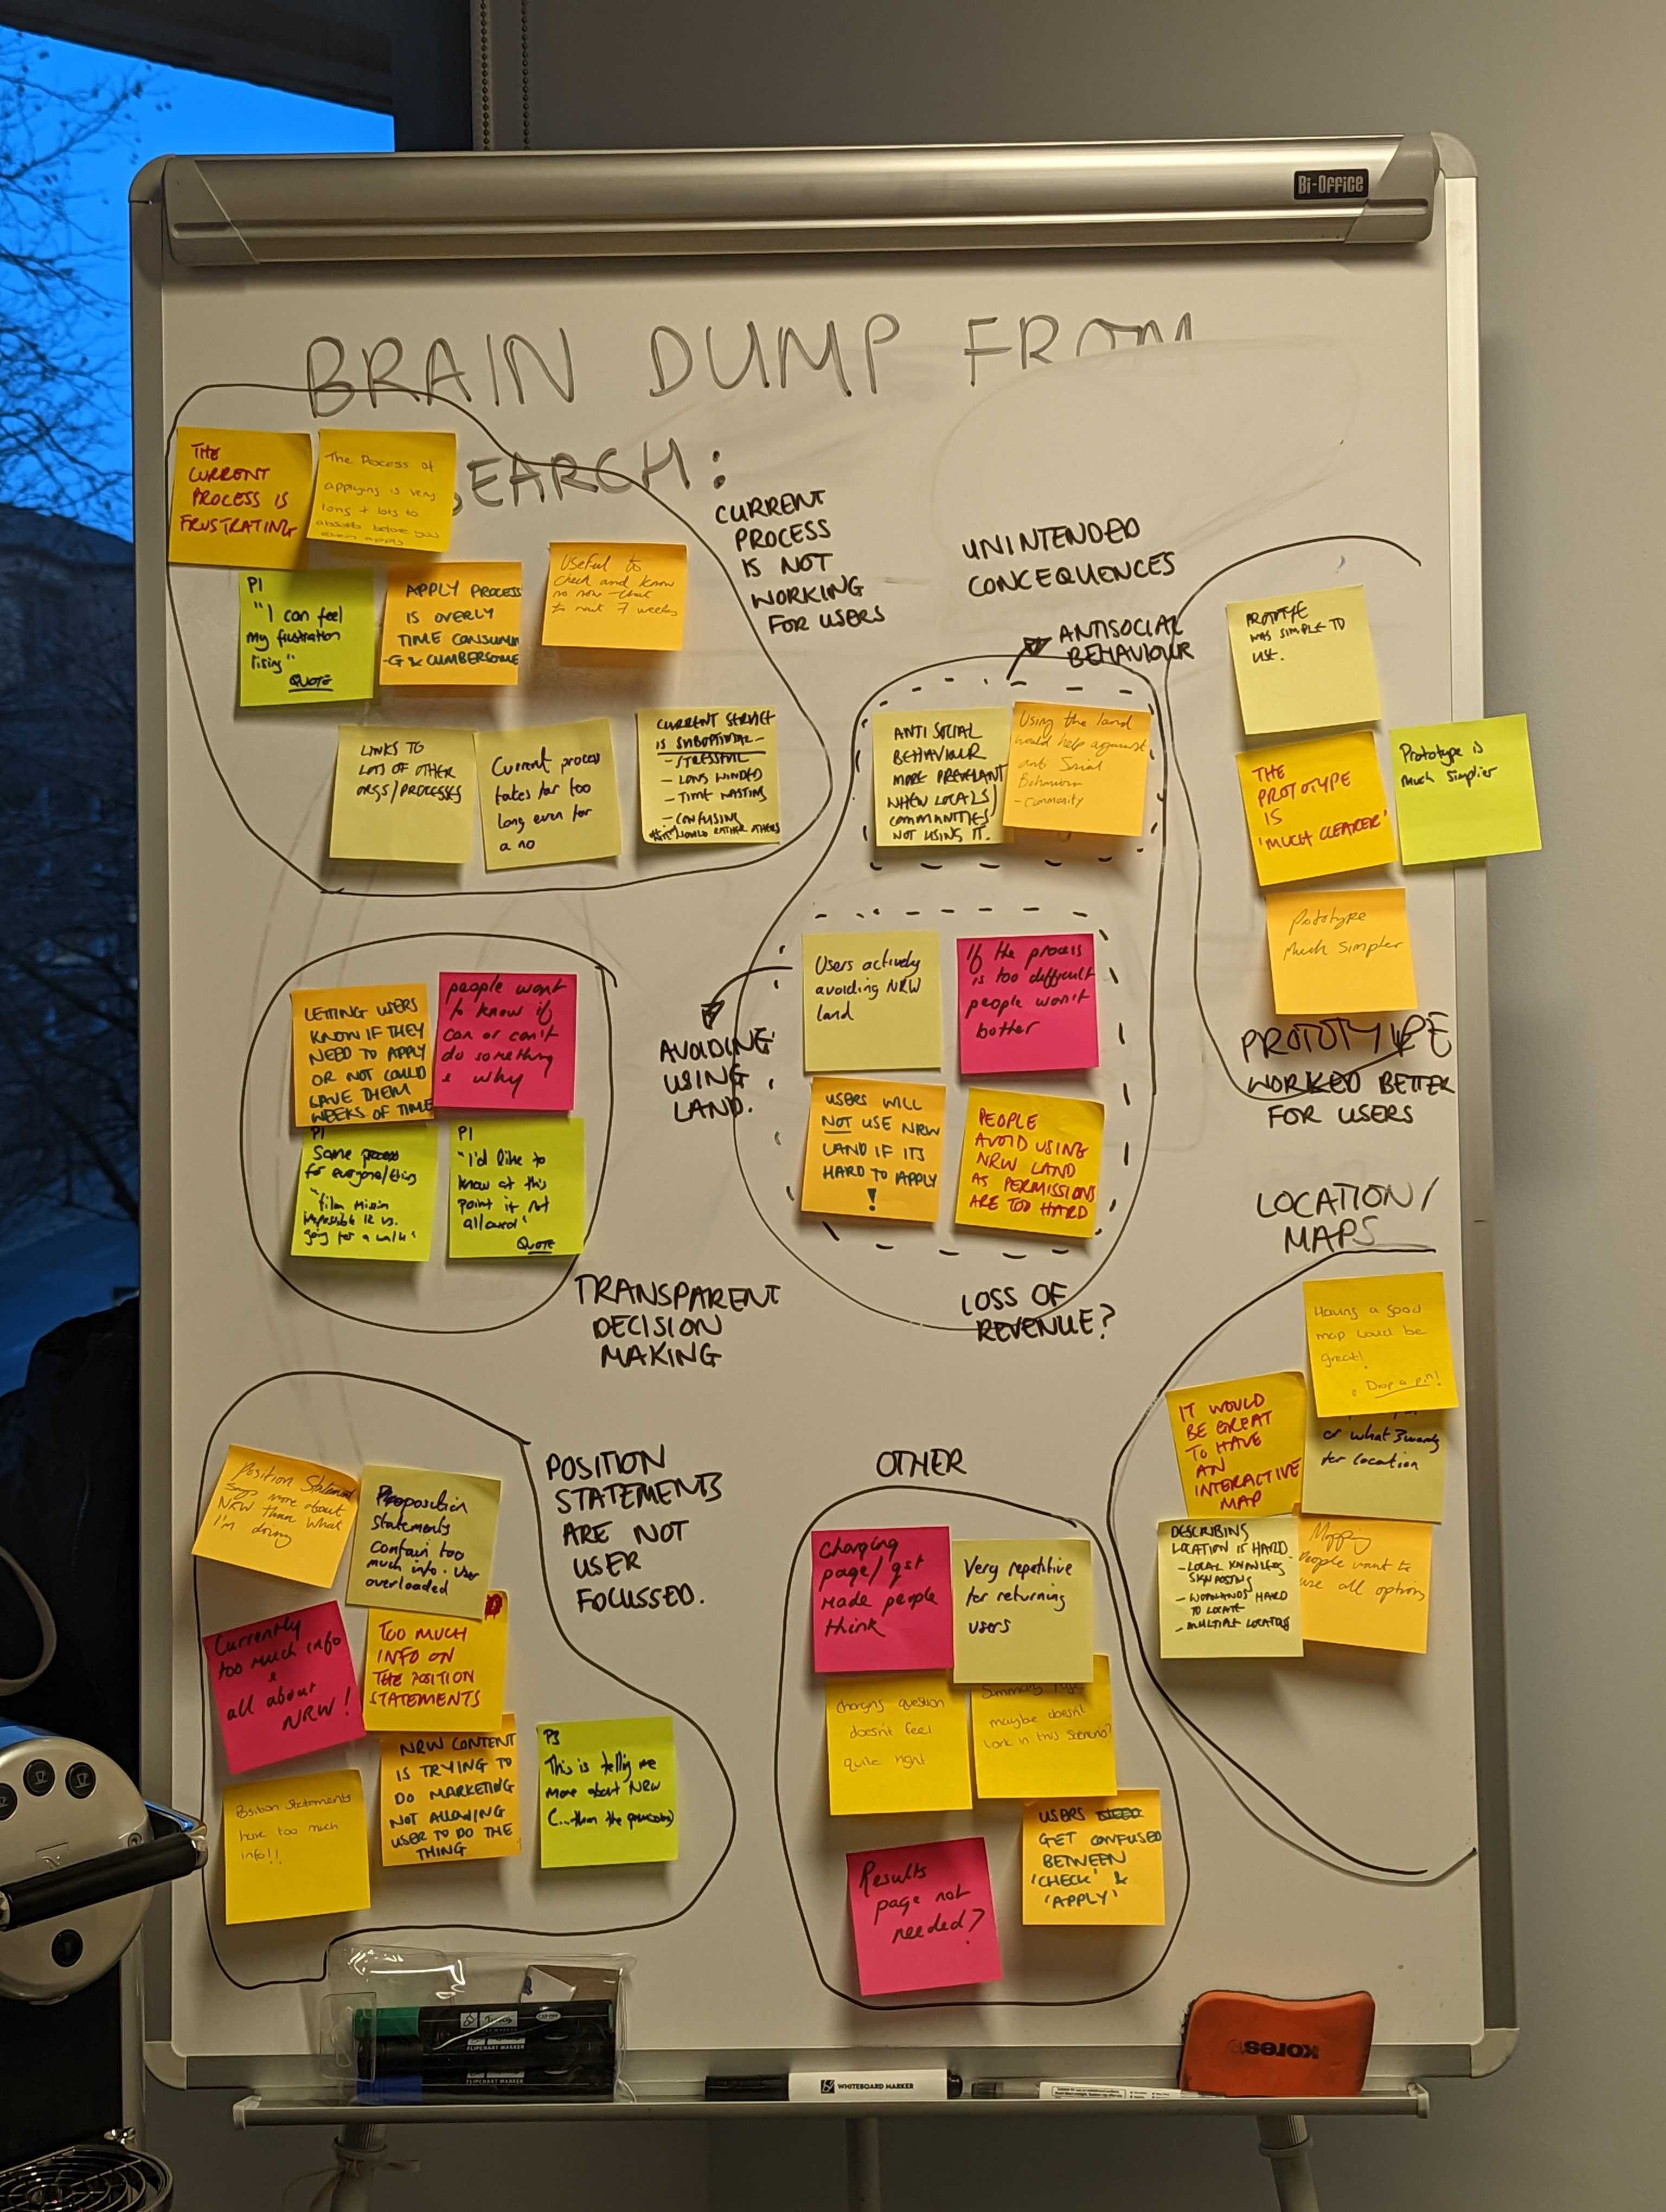 Bi-Office
BRAIN DUMP FROM
SEARCH:
THE
CURRENT
PROCESS IS
FRUSTRATING
The Process of
applying is very
long + lots to
absorb before you
even apply
P1
"I can feel
my frustration
rising"
QUOTE
APPLY PROCESS
IS OVERLY
TIME CONSUMIN
-G & CUMBERSOME
Useful to
check and know
no now that
to wait 7 weeks
LINKS TO
LOTS OF OTHER
ORGS/PROCESSES
Current process
takes far too
long even for
a no
CURRENT SERVICE
IS SUBOPTIMAL-
- STRESSFUL
- LONG WINDED
- TIME WASTING
- CONFUSING
WOULD RATHER OTHERS
CURRENT
PROCESS
IS NOT
WORKING
FOR USERS
UNINTENDED
CONCEQUENCES
ANTISOCIAL
BEHAVIOUR
ANTI SOCIAL
BEHAVIOUR
MORE PREVELANT
WHEN LOCALS/
COMMUNITIES
NOT USING IT.
Using the land
would help against
anti Social
Behaviour
- community
Users actively
avoiding NRW
land
If the process
is too difficult
people won't
bother
USERS WILL
NOT USE NRW
LAND IF ITS
HARD TO APPLY
!
PEOPLE
AVOID USING
NRW LAND
AS PERMISSIONS
ARE TOO HARD
AVOIDING
USING
LAND.
LOSS OF
REVENUE?
PROTOTYPE
WAS SIMPLE TO
USE.
THE
PROTOTYPE
IS
'MUCH CLEARER'
Prototype is
much simplier
Prototype
Much Simpler
PROTOTYPE
WORKED BETTER
FOR USERS
LETTING USERS
KNOW IF THEY
NEED TO APPLY
OR NOT COULD
SAVE THEM
WEEKS OF TIME
people want
to know if
can or can't
do something
& why
P1
Same process
for everyone/thing
"film Mission
Impossible 12 vs.
going for a walk"
P1
"I'd like to
know at this
point if not
allowed"
QUOTE
TRANSPARENT
DECISION
MAKING
LOCATION/
MAPS
Having a good
map would be
great!
Drop a pin!
IT WOULD
BE GREAT
TO HAVE
AN
INTERACTIVE
MAP
or what 3 words
for location
DESCRIBING
LOCATION IS HARD
- LOCAL KNOWLEDGE
SIGNPOSTING
- WOODLANDS HARD
TO LOCATE
- MULTIPLE LOCATIONS
Mapping
People want to
use all options
Position Statement
says more about
NRW than what
I'm doing
Proposition
Statements
contain too
much info. User
overloaded
Currently
too much info
&
all about
NRW!
TOO MUCH
INFO ON
THE POSITION
STATEMENTS
Position Statements
have too much
info!!
NRW CONTENT
IS TRYING TO
DO MARKETING
NOT ALLOWING
USER TO DO THE
THING
P3
This is telling me
more about NRW
(...than the process)
POSITION
STATEMENTS
ARE NOT
USER
FOCUSSED.
OTHER
Charging
page/qst
made people
think
Very repetitive
for returning
users
Charging question
doesn't feel
quite right
Summary Page
maybe doesn't
work in this scenario?
USERS
GET CONFUSED
BETWEEN
'CHECK' &
'APPLY'
Results
page not
needed?
FLIPCHART MARKER
FLIPCHART MARKER
WHITEBOARD MARKER
kores